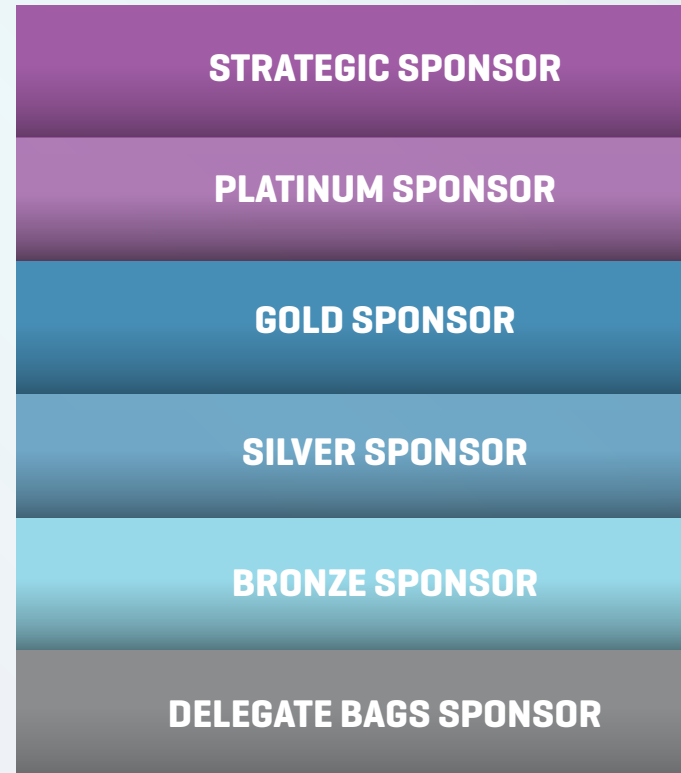 STRATEGIC SPONSOR
PLATINUM SPONSOR
GOLD SPONSOR
SILVER SPONSOR
BRONZE SPONSOR
DELEGATE BAGS SPONSOR